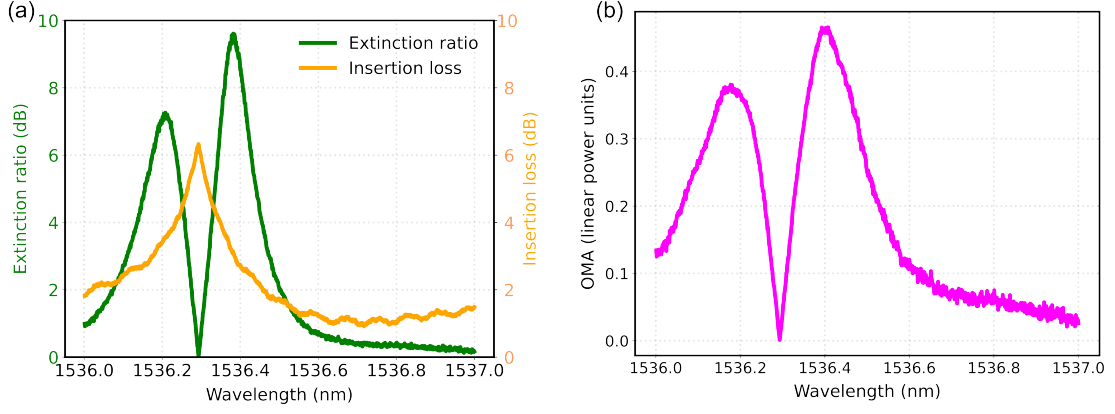 (a)
10
8
6
4
2
0
Extinction ratio (dB)
Extinction ratio
Insertion loss
10
8
6
4
2
0
Insertion loss (dB)
1536.0 1536.2 1536.4 1536.6 1536.8 1537.0
Wavelength (nm)
(b)
0.4
0.3
0.2
0.1
0.0
OMA (linear power units)
1536.0 1536.2 1536.4 1536.6 1536.8 1537.0
Wavelength (nm)